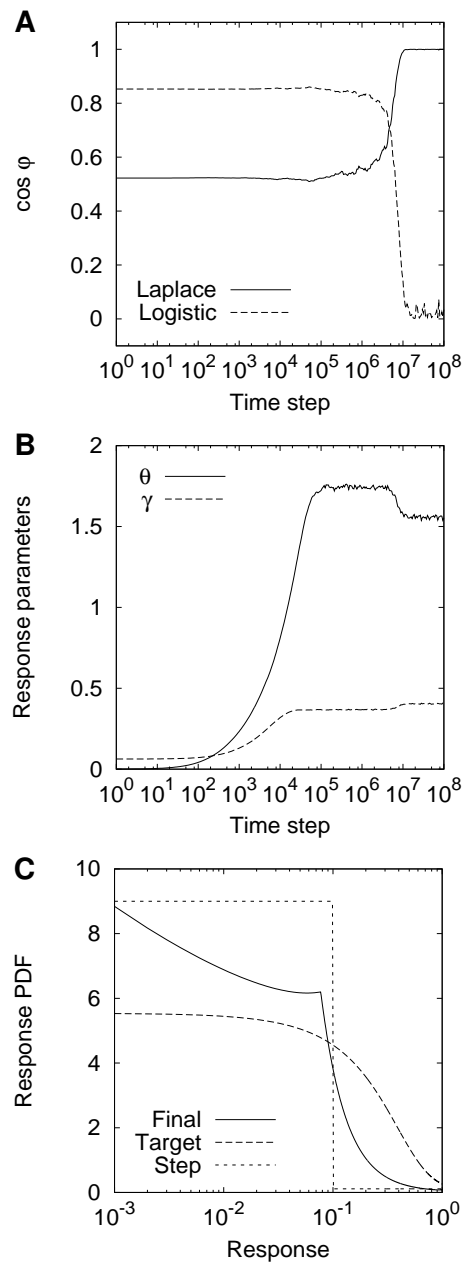 A
1
0.8
0.6
0.4
0.2
0
cos φ
Laplace
Logistic
10^0 10^1 10^2 10^3 10^4 10^5 10^6 10^7 10^8
Time step
B
2
1.5
1
0.5
0
Response parameters
θ
γ
10^0 10^1 10^2 10^3 10^4 10^5 10^6 10^7 10^8
Time step
C
10
8
6
4
2
0
Response PDF
Final
Target
Step
10^-3 10^-2 10^-1 10^0
Response